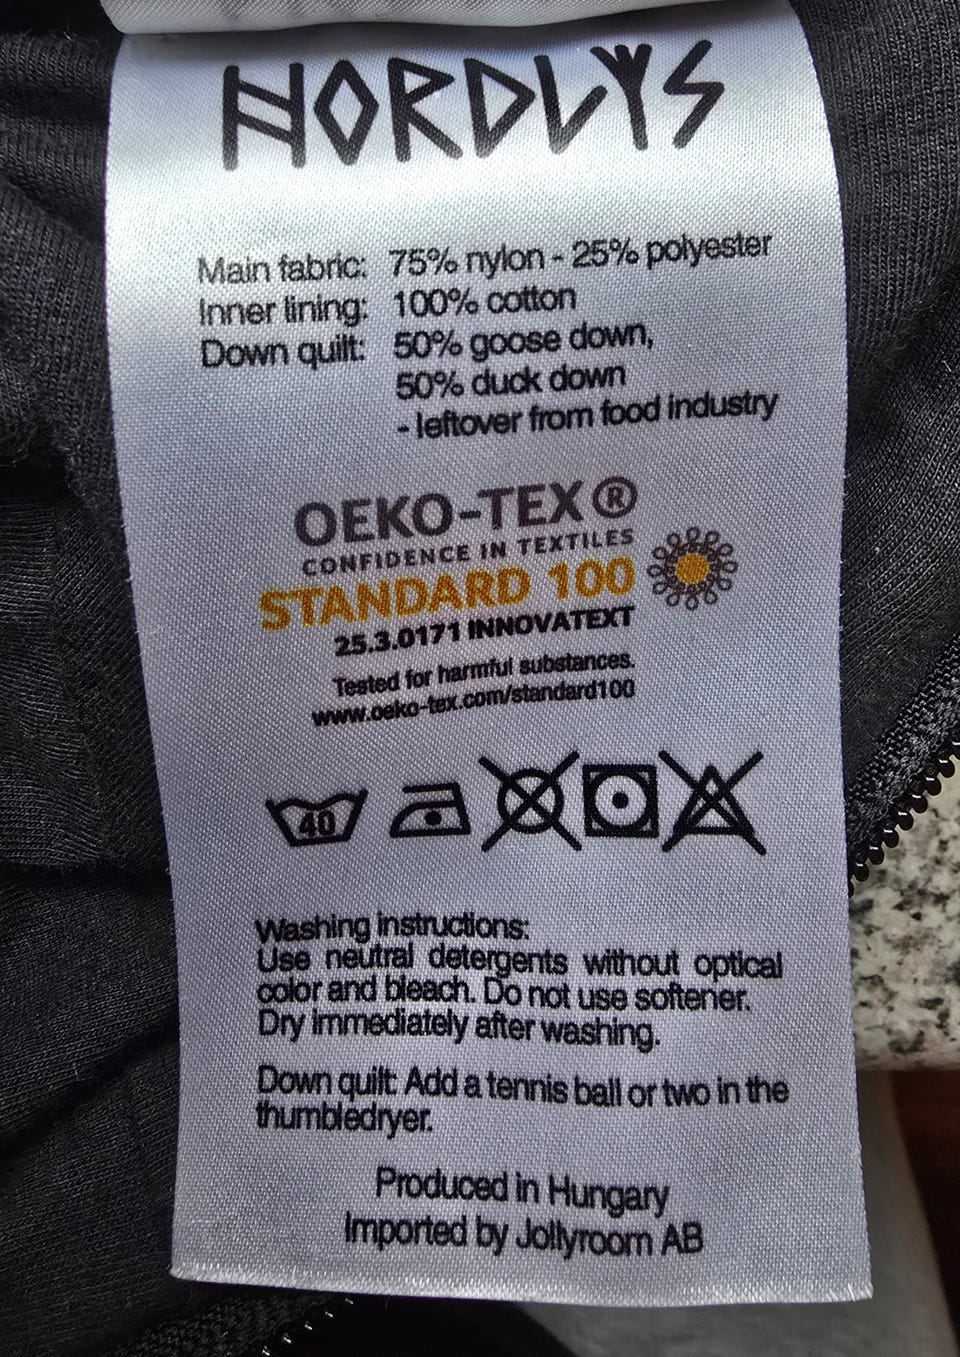 NORDLYS
Main fabric: 75% nylon - 25% polyester
Inner lining: 100% cotton
Down quilt: 50% goose down,
50% duck down
- leftover from food industry
OEKO-TEX®
CONFIDENCE IN TEXTILES
STANDARD 100
25.3.0171 INNOVATEXT
Tested for harmful substances.
www.oeko-tex.com/standard100
40
Washing instructions:
Use neutral detergents without optical
color and bleach. Do not use softener.
Dry immediately after washing.
Down quilt: Add a tennis ball or two in the
thumbledryer.
Produced in Hungary
Imported by Jollyroom AB